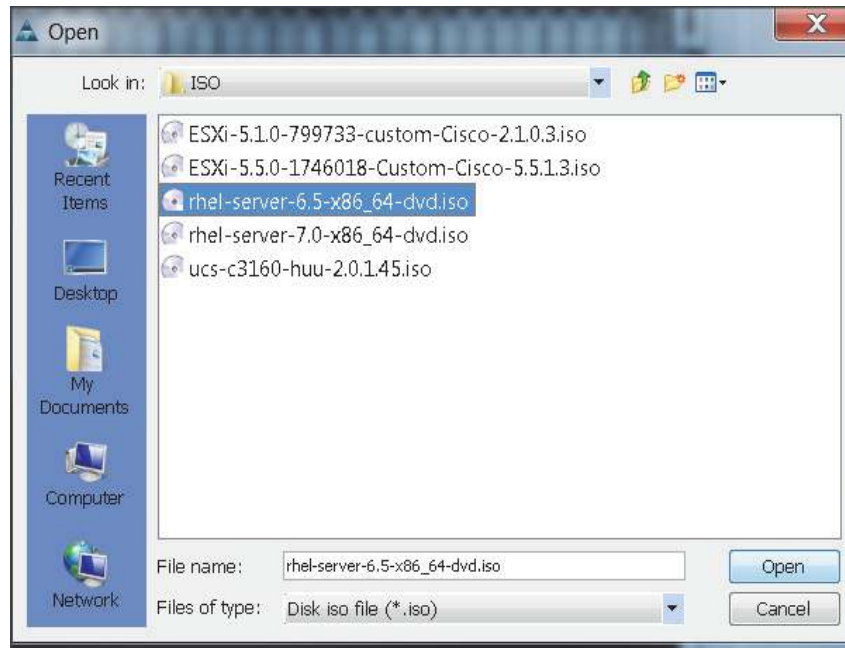 Open
Look in:
ISO
ESXi-5.1.0-799733-custom-Cisco-2.1.0.3.iso
ESXi-5.5.0-1746018-Custom-Cisco-5.5.1.3.iso
rhel-server-6.5-x86_64-dvd.iso
rhel-server-7.0-x86_64-dvd.iso
ucs-c3160-huu-2.0.1.45.iso
Recent
Items
Desktop
My
Documents
Computer
Network
File name:
rhel-server-6.5-x86_64-dvd.iso
Open
Files of type:
Disk iso file (*.iso)
Cancel